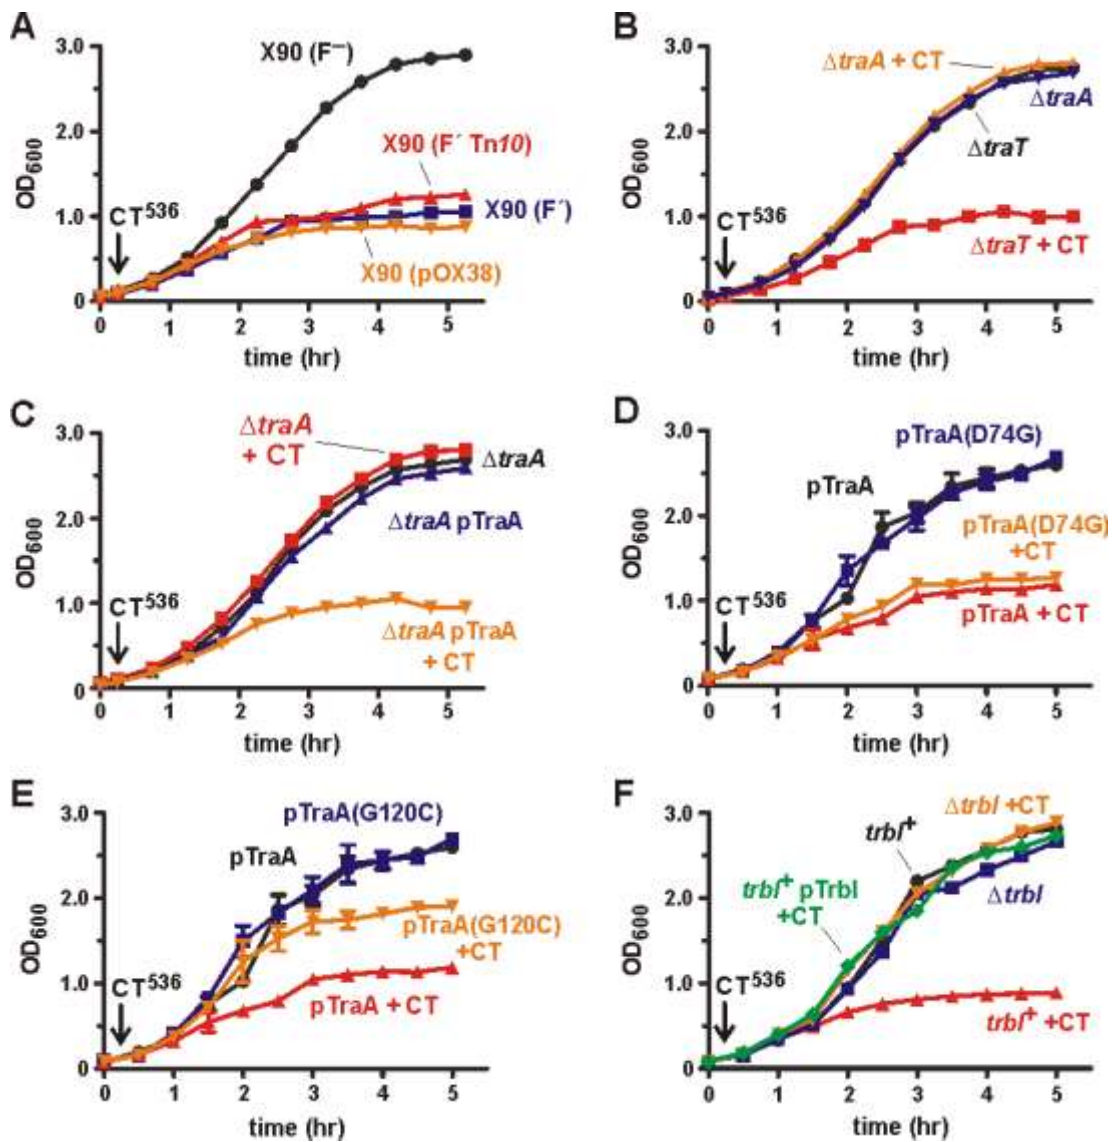 A
X90 (F⁻)
X90 (F´ Tn10)
X90 (F´)
X90 (pOX38)
CT⁵³⁶
OD₆₀₀
3.0
2.0
1.0
0
0 1 2 3 4 5
time (hr)
B
ΔtraA + CT
ΔtraA
ΔtraT
ΔtraT + CT
CT⁵³⁶
OD₆₀₀
3.0
2.0
1.0
0
0 1 2 3 4 5
time (hr)
C
ΔtraA
+ CT
ΔtraA
ΔtraA pTraA
ΔtraA pTraA
+ CT
CT⁵³⁶
OD₆₀₀
3.0
2.0
1.0
0
0 1 2 3 4 5
time (hr)
D
pTraA(D74G)
pTraA
pTraA(D74G)
+CT
pTraA + CT
CT⁵³⁶
OD₆₀₀
3.0
2.0
1.0
0
0 1 2 3 4 5
time (hr)
E
pTraA(G120C)
pTraA
pTraA(G120C)
+CT
pTraA + CT
CT⁵³⁶
OD₆₀₀
3.0
2.0
1.0
0
0 1 2 3 4 5
time (hr)
F
ΔtrbI +CT
trbI⁺
trbI⁺ pTrbI
+CT
ΔtrbI
trbI⁺ +CT
CT⁵³⁶
OD₆₀₀
3.0
2.0
1.0
0
0 1 2 3 4 5
time (hr)